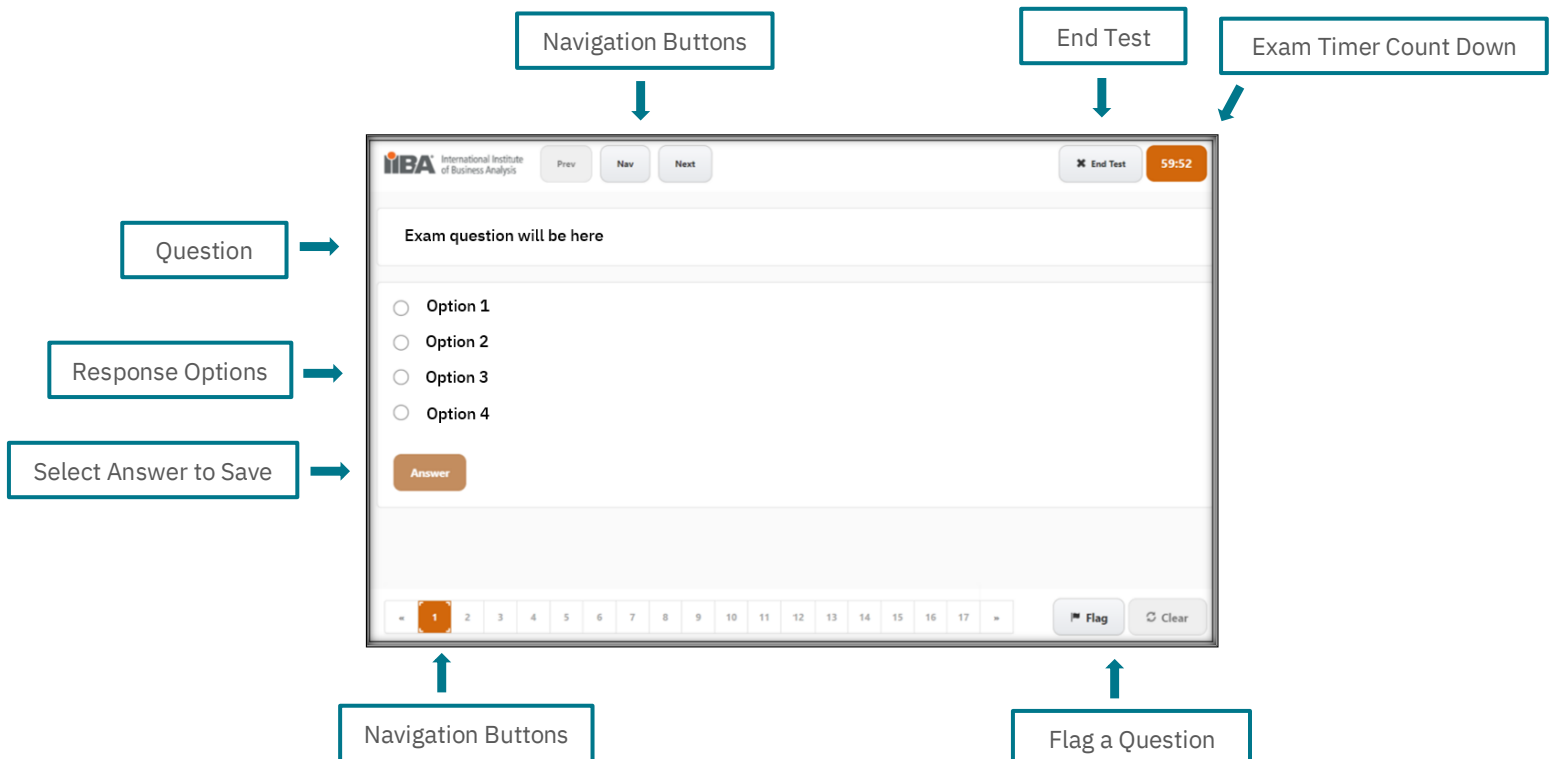 Navigation Buttons
End Test
Exam Timer Count Down
iiBA International Institute
of Business Analysis
Prev
Nav
Next
✖ End Test
59:52
Question
Exam question will be here
Option 1
Option 2
Response Options
Option 3
Option 4
Select Answer to Save
Answer
« 1 2 3 4 5 6 7 8 9 10 11 12 13 14 15 16 17 »
Flag
Clear
Navigation Buttons
Flag a Question